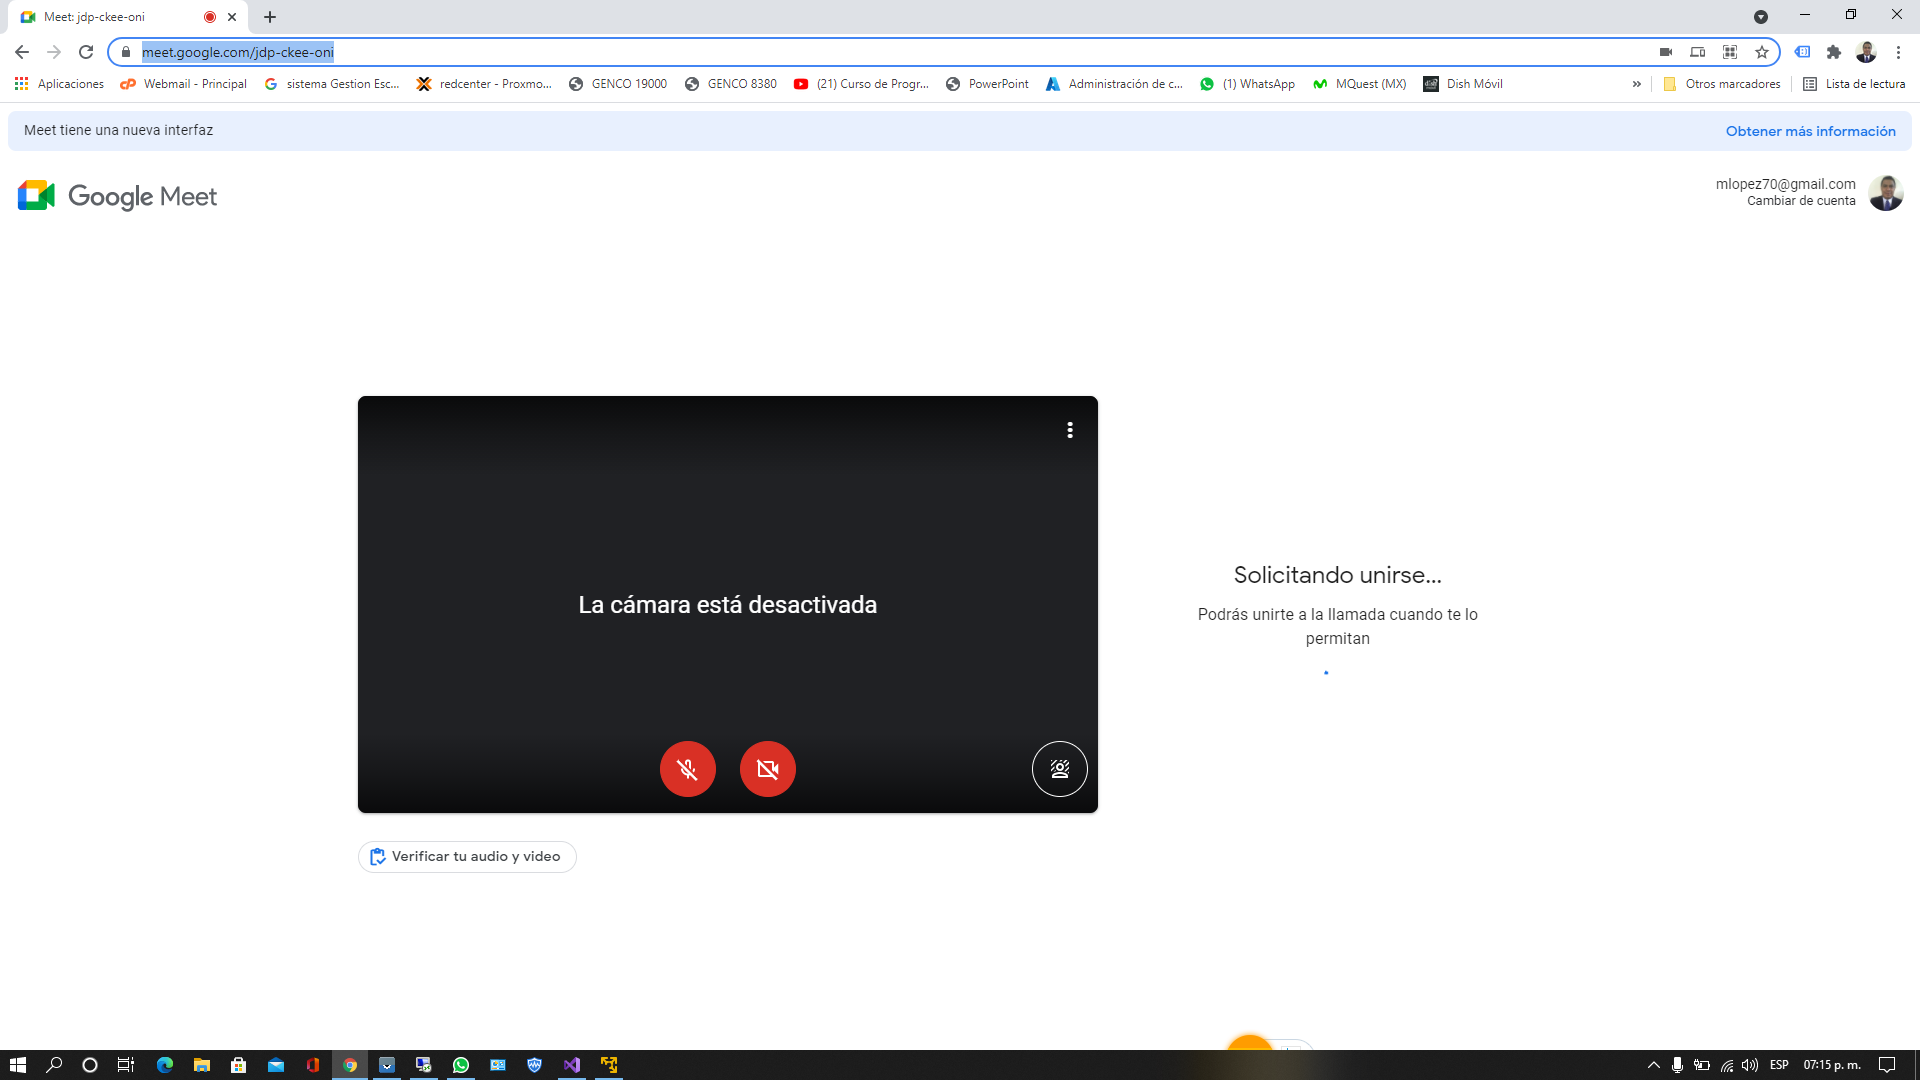 Meet: jdp-ckee-oni
meet.google.com/jdp-ckee-oni
Aplicaciones
Webmail - Principal
sistema Gestion Esc...
redcenter - Proxmo...
GENCO 19000
GENCO 8380
(21) Curso de Progr...
PowerPoint
Administración de c...
(1) WhatsApp
MQuest (MX)
Dish Móvil
»
Otros marcadores
Lista de lectura
Meet tiene una nueva interfaz
Obtener más información
Google Meet
mlopez70@gmail.com
Cambiar de cuenta
La cámara está desactivada
Solicitando unirse...
Podrás unirte a la llamada cuando te lo
permitan
Verificar tu audio y video
ESP
07:15 p. m.